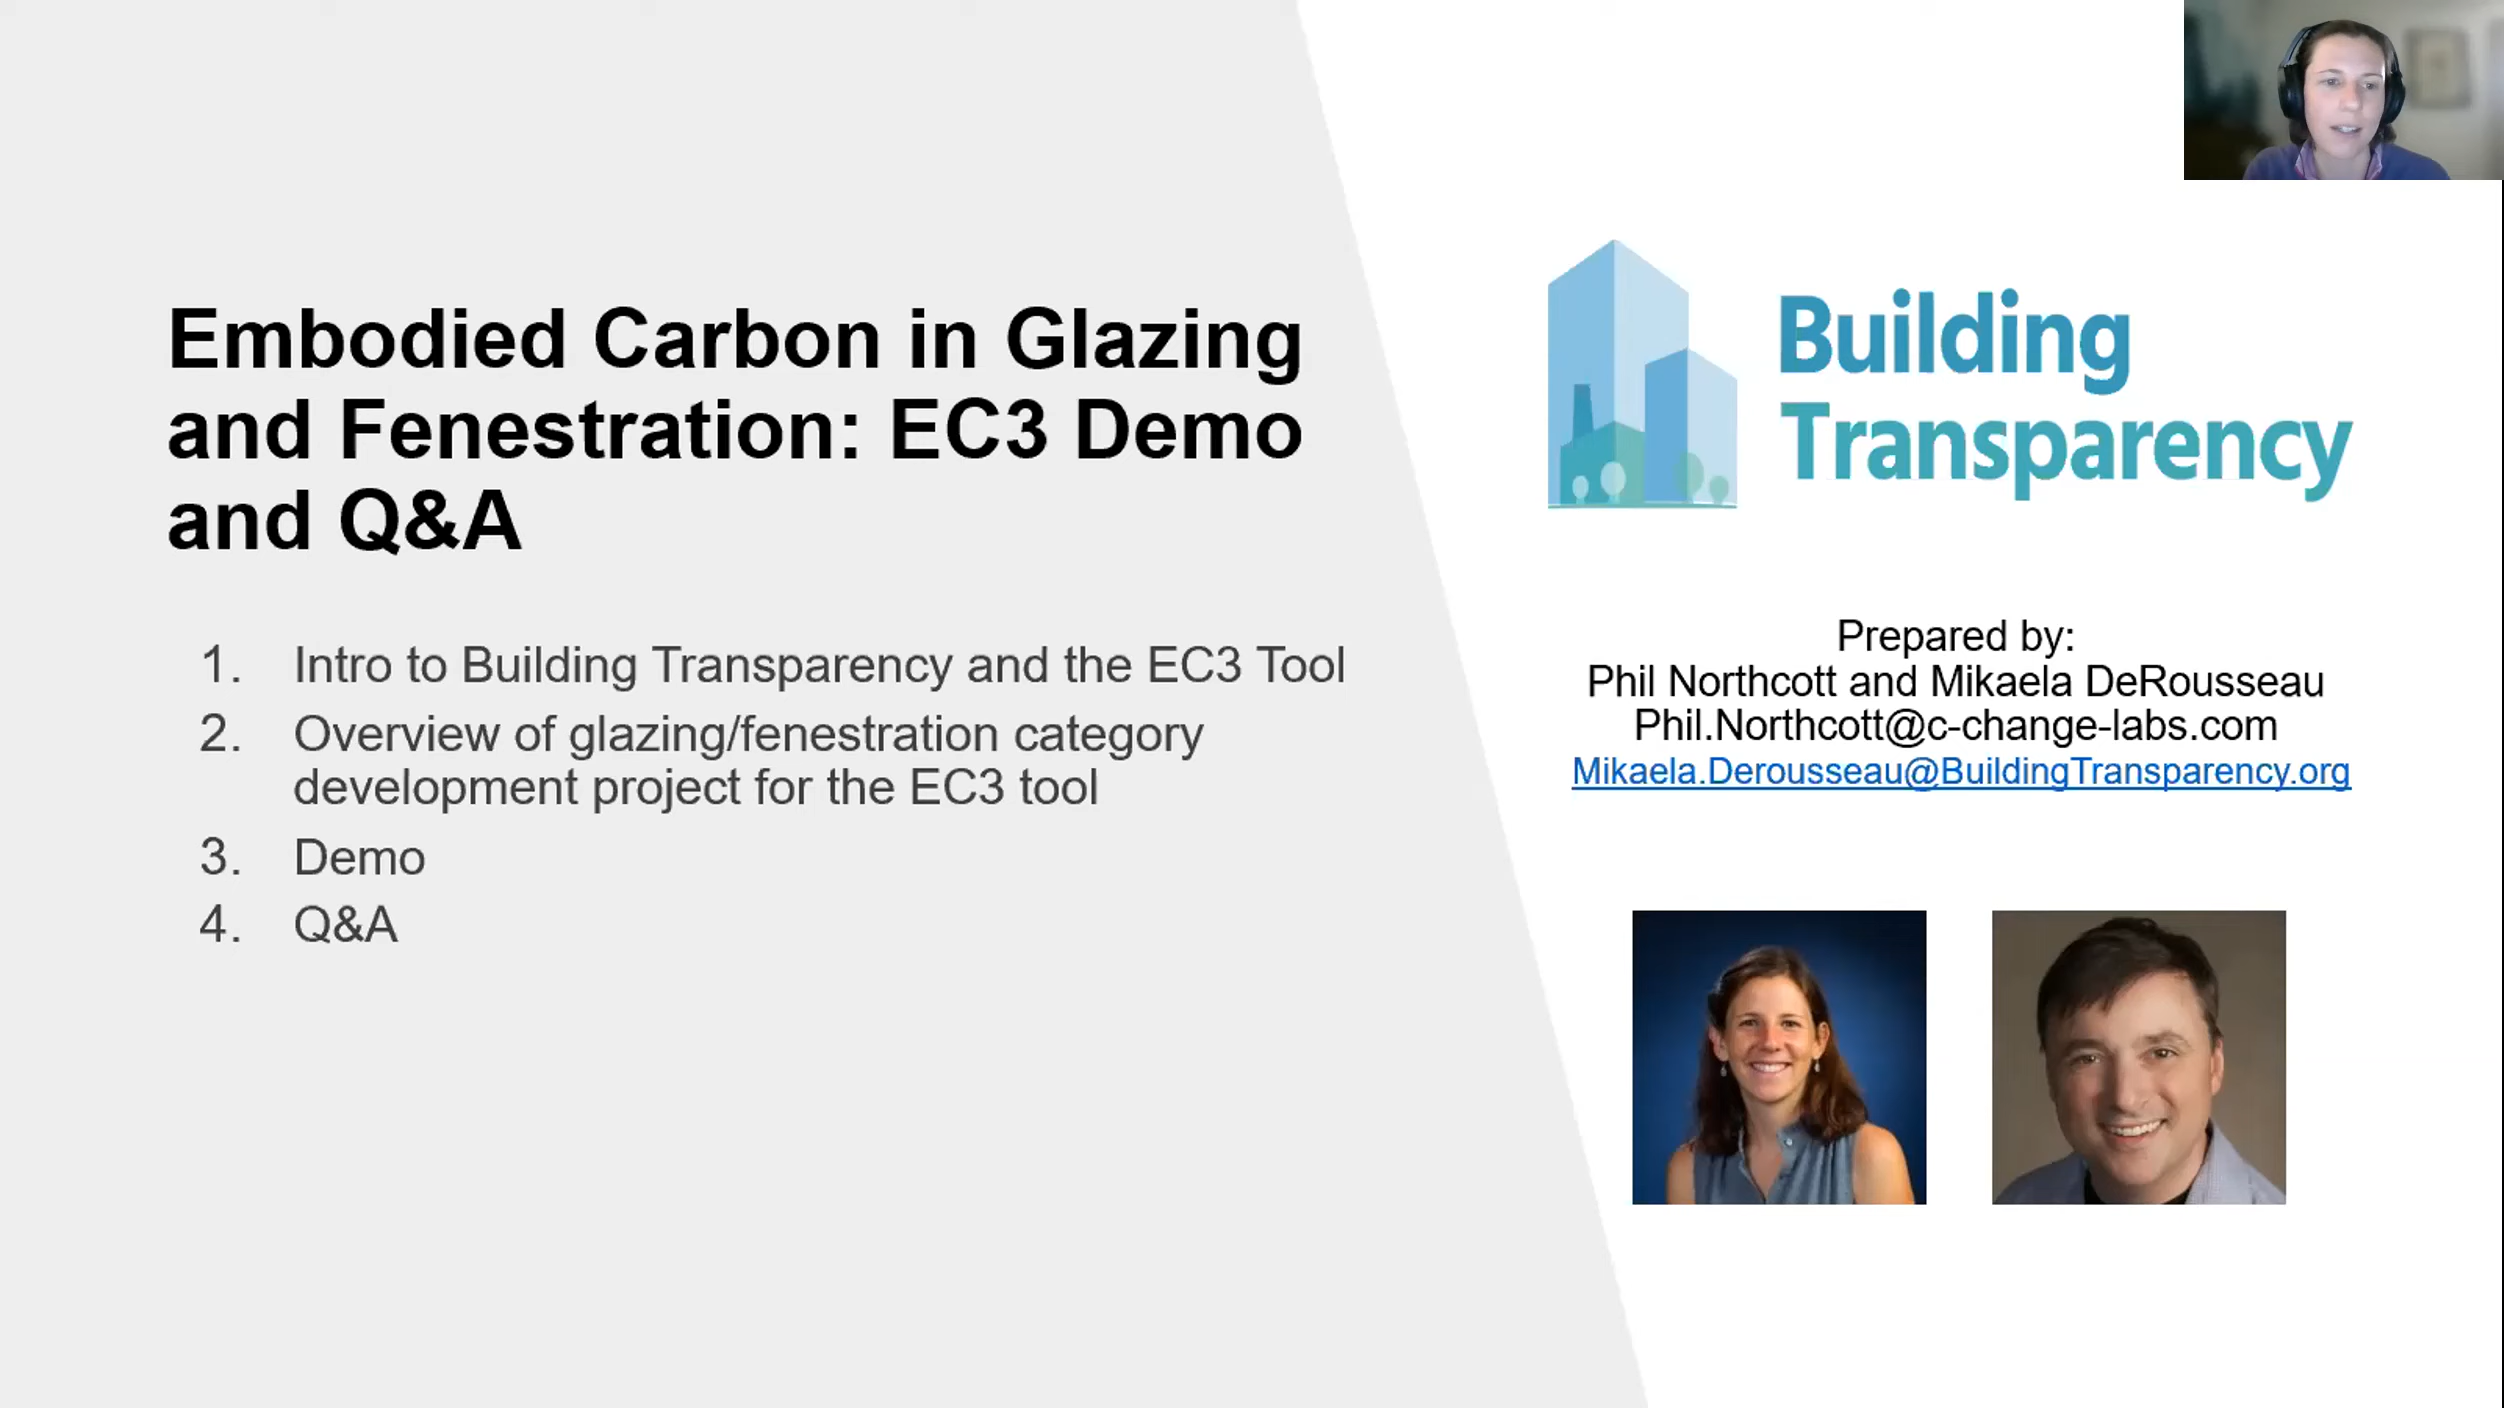 Embodied Carbon in Glazing
and Fenestration: EC3 Demo
and Q&A
1. Intro to Building Transparency and the EC3 Tool
2. Overview of glazing/fenestration category
development project for the EC3 tool
3. Demo
4. Q&A
Building
Transparency
Prepared by:
Phil Northcott and Mikaela DeRousseau
Phil.Northcott@c-change-labs.com
Mikaela.Derousseau@BuildingTransparency.org